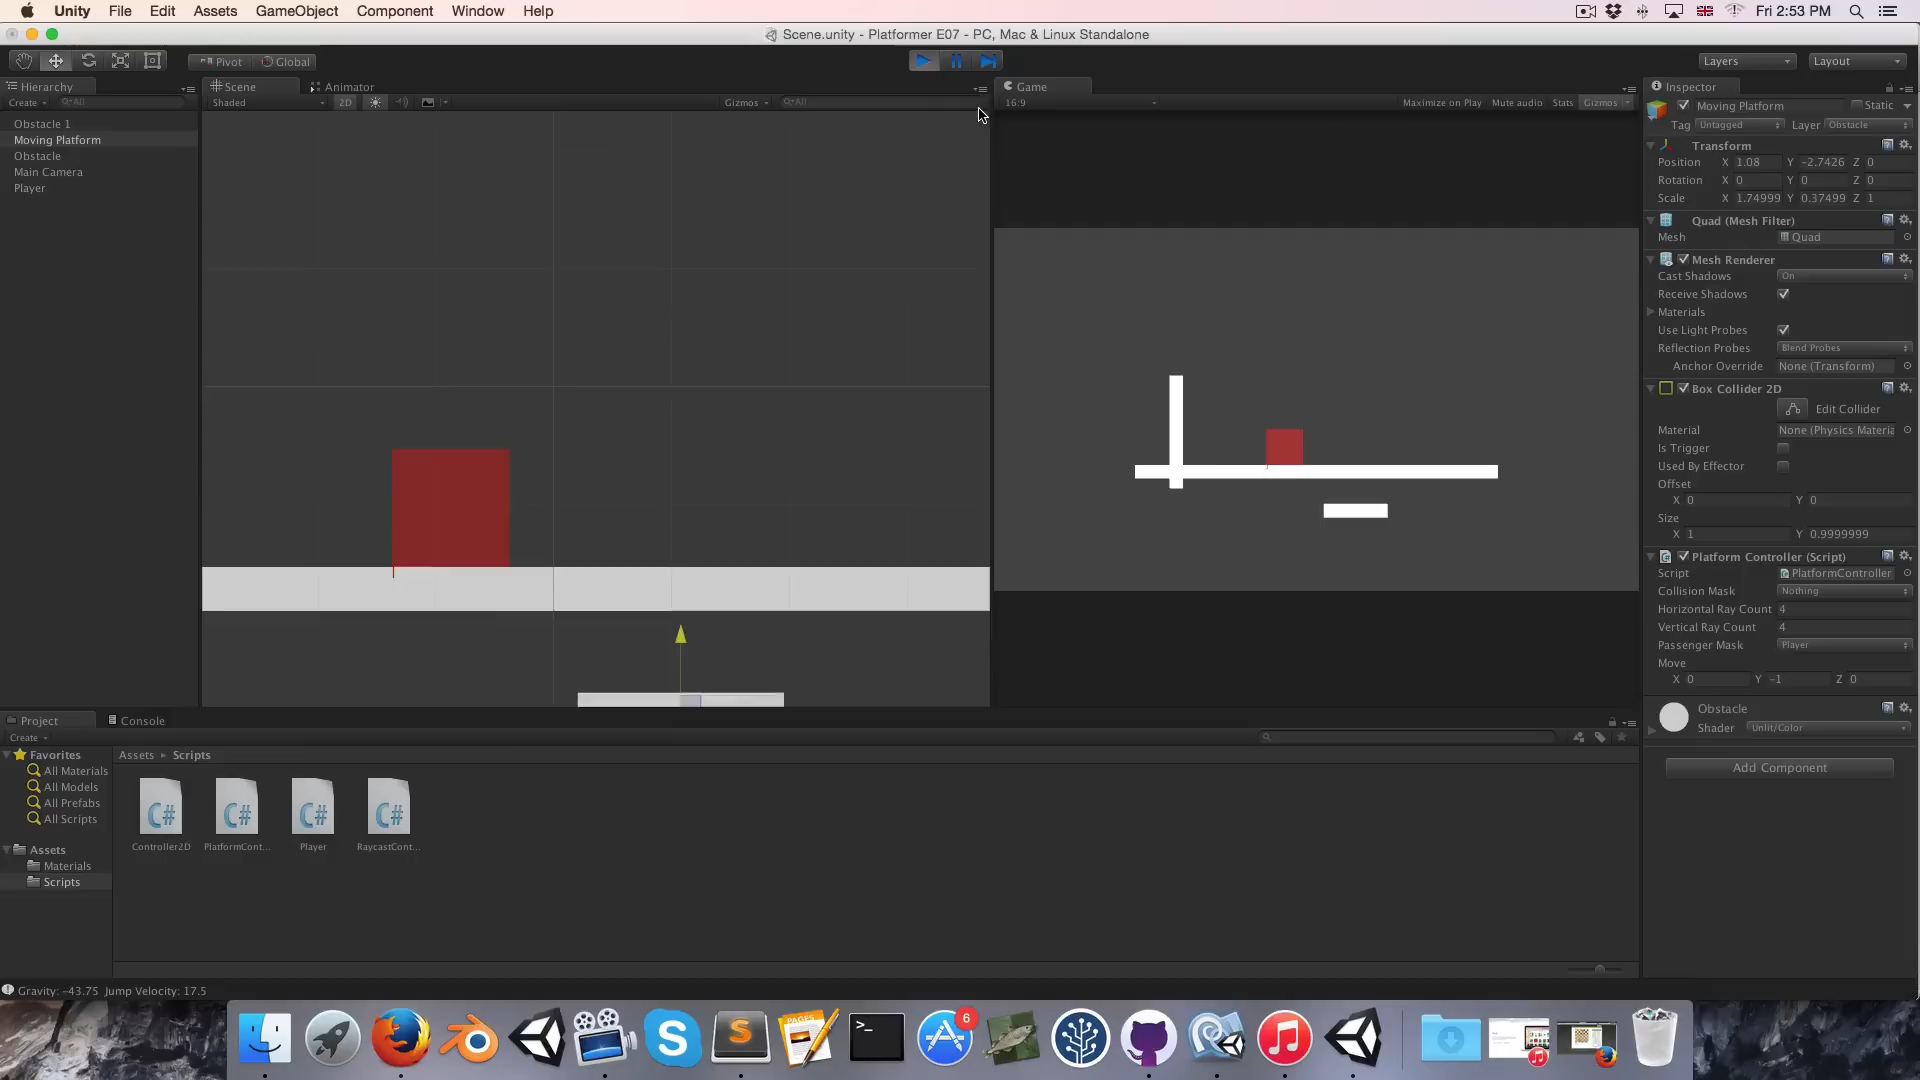 Unity File Edit Assets GameObject Component Window Help
Fri 2:53 PM
Scene.unity - Platformer E07 - PC, Mac & Linux Standalone
Pivot Global
Layers Layout
Hierarchy
Create All
Obstacle 1
Moving Platform
Obstacle
Main Camera
Player
Scene Animator
Shaded 2D Gizmos All
Game
16:9 Maximize on Play Mute audio Stats Gizmos
Inspector
Moving Platform Static
Tag Untagged Layer Obstacle
Transform
Position X 1.08 Y -2.7426 Z 0
Rotation X 0 Y 0 Z 0
Scale X 1.74999 Y 0.37499 Z 1
Quad (Mesh Filter)
Mesh Quad
Mesh Renderer
Cast Shadows On
Receive Shadows
Materials
Use Light Probes
Reflection Probes Blend Probes
Anchor Override None (Transform)
Box Collider 2D
Edit Collider
Material None (Physics Materia
Is Trigger
Used By Effector
Offset
X 0 Y 0
Size
X 1 Y 0.9999999
Platform Controller (Script)
Script PlatformController
Collision Mask Nothing
Horizontal Ray Count 4
Vertical Ray Count 4
Passenger Mask Player
Move
X 0 Y -1 Z 0
Obstacle
Shader Unlit/Color
Add Component
Project Console
Create
Favorites
All Materials
All Models
All Prefabs
All Scripts
Assets
Materials
Scripts
Assets Scripts
C# C# C# C#
Controller2D PlatformCont... Player RaycastCont...
Gravity: -43.75 Jump Velocity: 17.5
PAGES
6